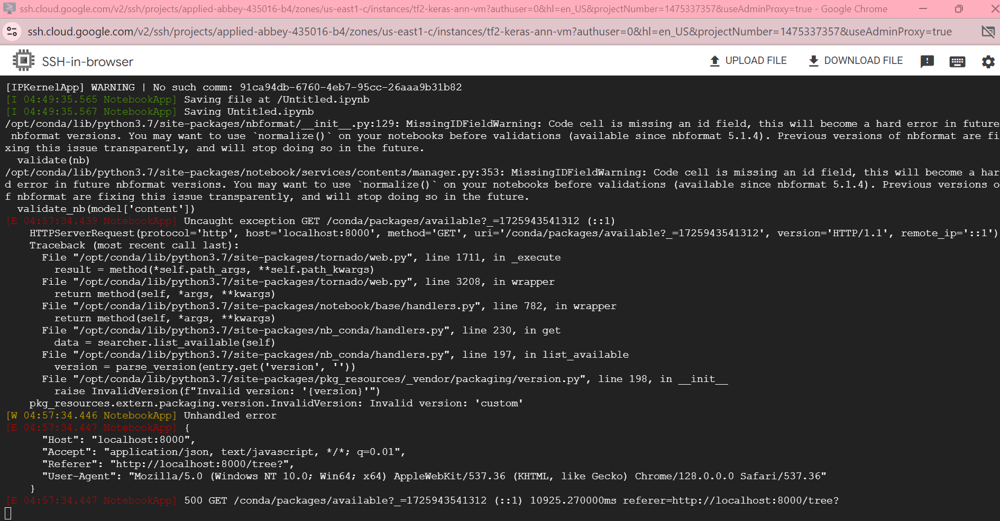 ssh.cloud.google.com/v2/ssh/projects/applied-abbey-435016-b4/zones/us-east1-c/instances/tf2-keras-ann-vm?authuser=0&hl=en_US&projectNumber=1475337357&useAdminProxy=true - Google Chrome
ssh.cloud.google.com/v2/ssh/projects/applied-abbey-435016-b4/zones/us-east1-c/instances/tf2-keras-ann-vm?authuser=0&hl=en_US&projectNumber=1475337357&useAdminProxy=true
SSH-in-browser
UPLOAD FILE
DOWNLOAD FILE
[IPKernelApp] WARNING | No such comm: 91ca94db-6760-4eb7-95cc-26aaa9b31b82
[I 04:49:35.565 NotebookApp] Saving file at /Untitled.ipynb
[I 04:49:35.567 NotebookApp] Saving Untitled.ipynb
/opt/conda/lib/python3.7/site-packages/nbformat/__init__.py:129: MissingIDFieldWarning: Code cell is missing an id field, this will become a hard error in future
 nbformat versions. You may want to use `normalize()` on your notebooks before validations (available since nbformat 5.1.4). Previous versions of nbformat are fi
xing this issue transparently, and will stop doing so in the future.
  validate(nb)
/opt/conda/lib/python3.7/site-packages/notebook/services/contents/manager.py:353: MissingIDFieldWarning: Code cell is missing an id field, this will become a har
d error in future nbformat versions. You may want to use `normalize()` on your notebooks before validations (available since nbformat 5.1.4). Previous versions o
f nbformat are fixing this issue transparently, and will stop doing so in the future.
  validate_nb(model['content'])
[E 04:57:34.439 NotebookApp] Uncaught exception GET /conda/packages/available?_=1725943541312 (::1)
    HTTPServerRequest(protocol='http', host='localhost:8000', method='GET', uri='/conda/packages/available?_=1725943541312', version='HTTP/1.1', remote_ip='::1')
    Traceback (most recent call last):
      File "/opt/conda/lib/python3.7/site-packages/tornado/web.py", line 1711, in _execute
        result = method(*self.path_args, **self.path_kwargs)
      File "/opt/conda/lib/python3.7/site-packages/tornado/web.py", line 3208, in wrapper
        return method(self, *args, **kwargs)
      File "/opt/conda/lib/python3.7/site-packages/notebook/base/handlers.py", line 782, in wrapper
        return method(self, *args, **kwargs)
      File "/opt/conda/lib/python3.7/site-packages/nb_conda/handlers.py", line 230, in get
        data = searcher.list_available(self)
      File "/opt/conda/lib/python3.7/site-packages/nb_conda/handlers.py", line 197, in list_available
        version = parse_version(entry.get('version', ''))
      File "/opt/conda/lib/python3.7/site-packages/pkg_resources/_vendor/packaging/version.py", line 198, in __init__
        raise InvalidVersion(f"Invalid version: '{version}'")
    pkg_resources.extern.packaging.version.InvalidVersion: Invalid version: 'custom'
[W 04:57:34.446 NotebookApp] Unhandled error
[E 04:57:34.447 NotebookApp] {
      "Host": "localhost:8000",
      "Accept": "application/json, text/javascript, */*; q=0.01",
      "Referer": "http://localhost:8000/tree?",
      "User-Agent": "Mozilla/5.0 (Windows NT 10.0; Win64; x64) AppleWebKit/537.36 (KHTML, like Gecko) Chrome/128.0.0.0 Safari/537.36"
    }
[E 04:57:34.447 NotebookApp] 500 GET /conda/packages/available?_=1725943541312 (::1) 10925.270000ms referer=http://localhost:8000/tree?